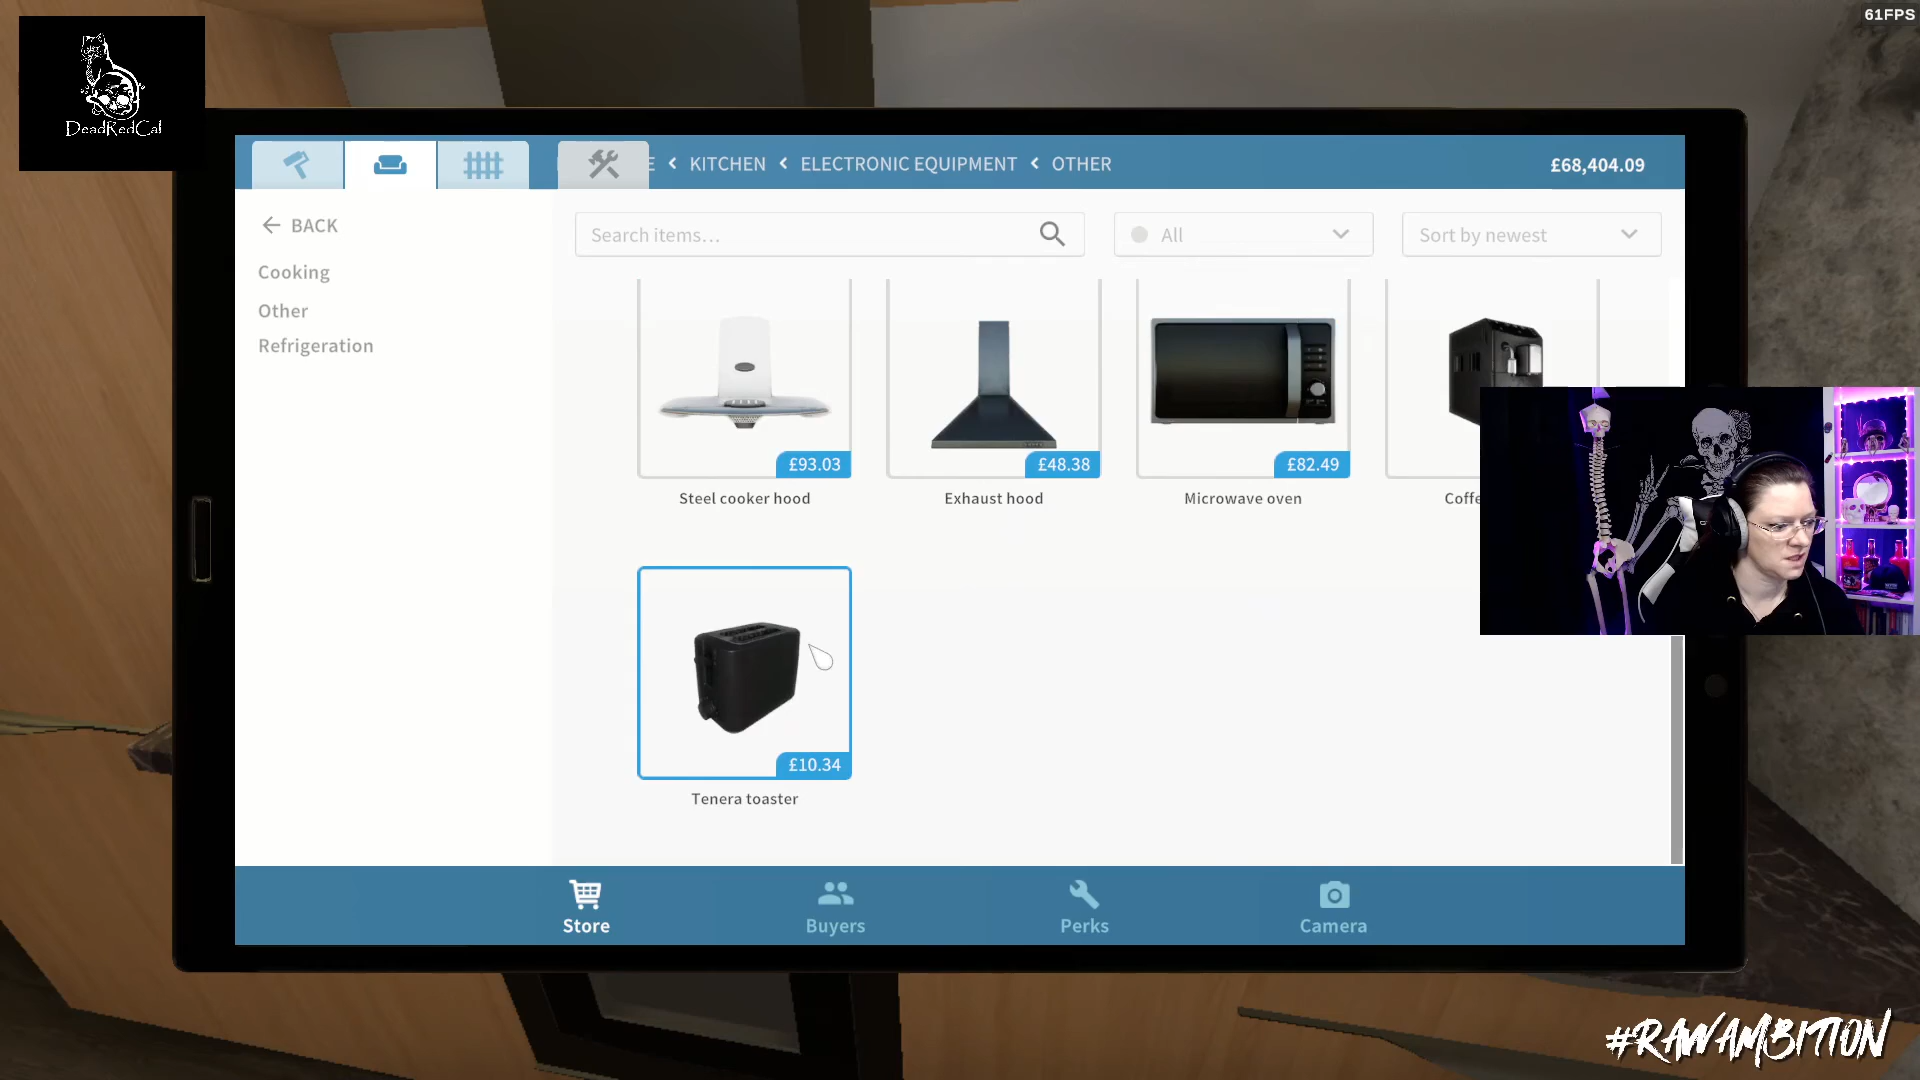 61FPS
DeadRedCal
KITCHEN < ELECTRONIC EQUIPMENT < OTHER
£68,404.09
BACK
Search items...
All
Sort by newest
Cooking
Other
Refrigeration
£93.03
£48.38
£82.49
Steel cooker hood
Exhaust hood
Microwave oven
£10.34
Tenera toaster
Store
Buyers
Perks
Camera
#RAWAMBITION